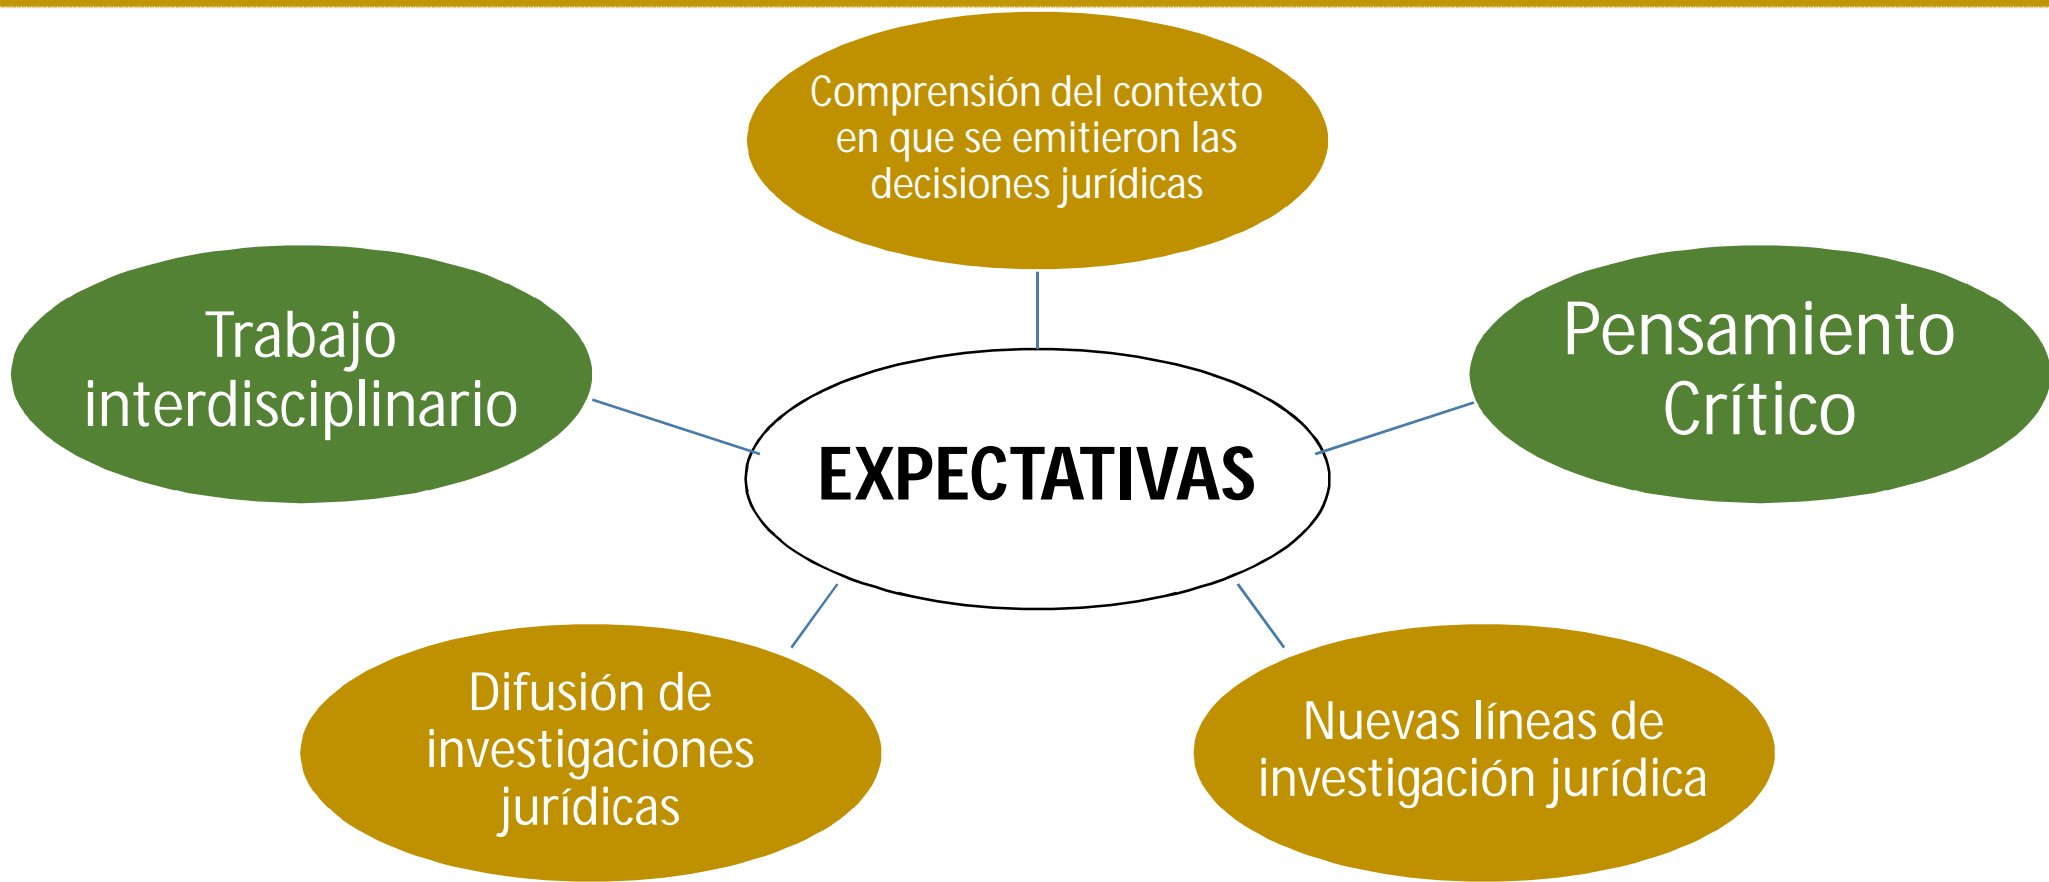 Comprensión del contexto
en que se emitieron las
decisiones jurídicas
Trabajo
interdisciplinario
Pensamiento
Crítico
EXPECTATIVAS
Difusión de
investigaciones
jurídicas
Nuevas líneas de
investigación jurídica